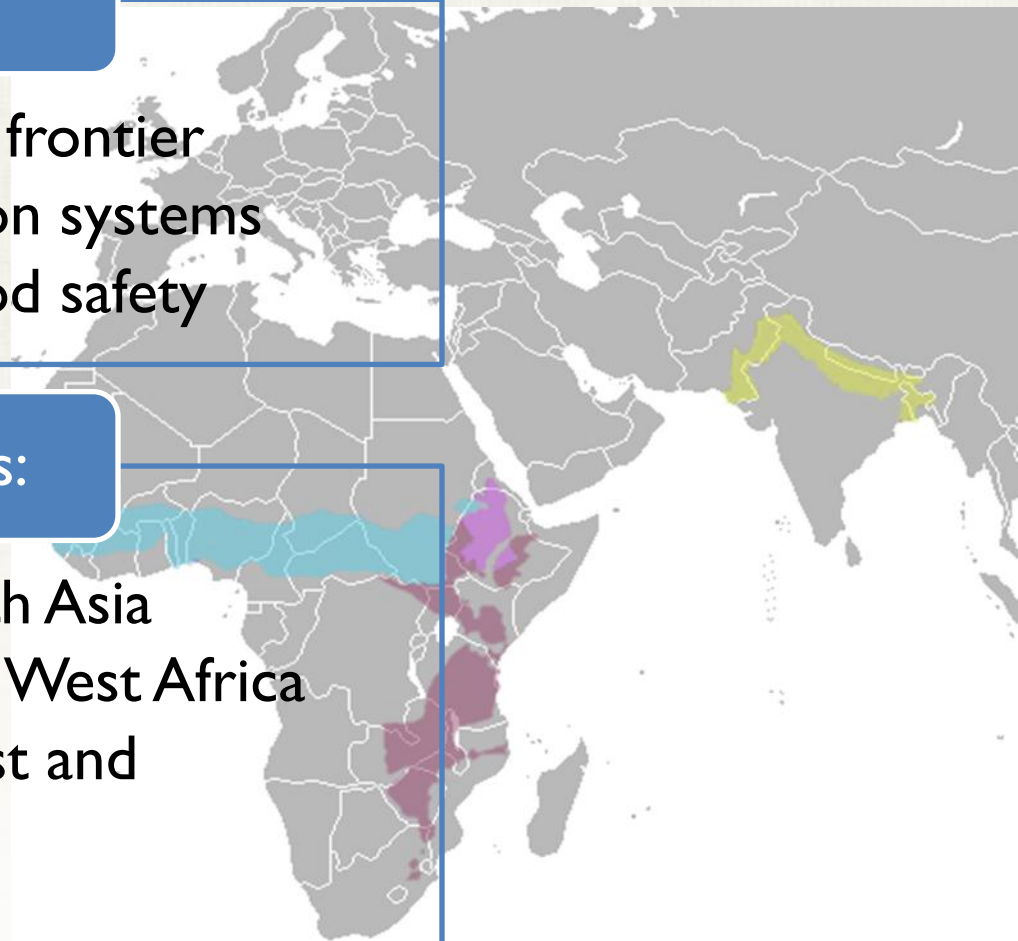 frontier
on systems
od safety
s:
h Asia
West Africa
st and